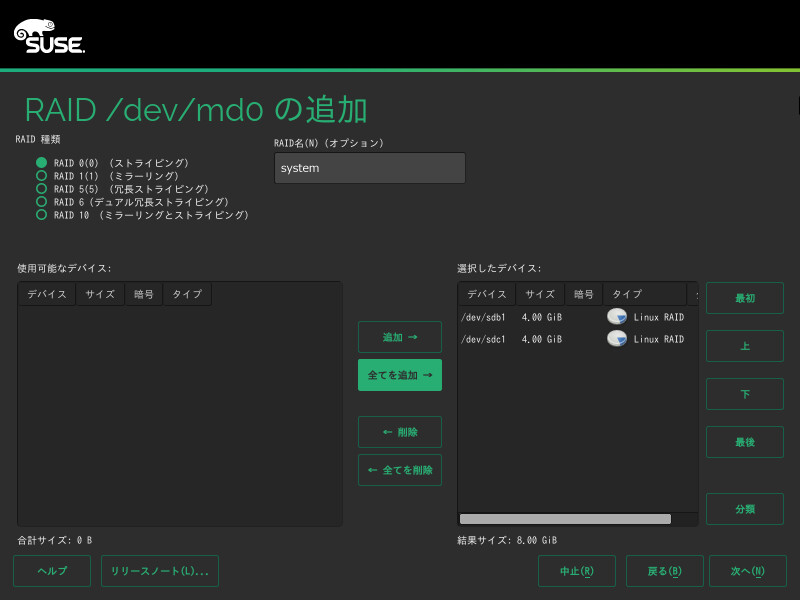 SUSE.
RAID /dev/md0 の追加
RAID 種類
RAID名(N) (オプション)
RAID 0(0) (ストライピング)
RAID 1(1) (ミラーリング)
RAID 5(5) (冗長ストライピング)
RAID 6 (デュアル冗長ストライピング)
RAID 10 (ミラーリングとストライピング)
system
使用可能なデバイス:
デバイス サイズ 暗号 タイプ
合計サイズ: 0 B
追加 →
全てを追加 →
← 削除
← 全てを削除
選択したデバイス:
デバイス サイズ 暗号 タイプ
/dev/sdb1 4.00 GiB Linux RAID
/dev/sdc1 4.00 GiB Linux RAID
結果サイズ: 8.00 GiB
最初
上
下
最後
分類
ヘルプ リリースノート(L)... 中止(R) 戻る(B) 次へ(N)